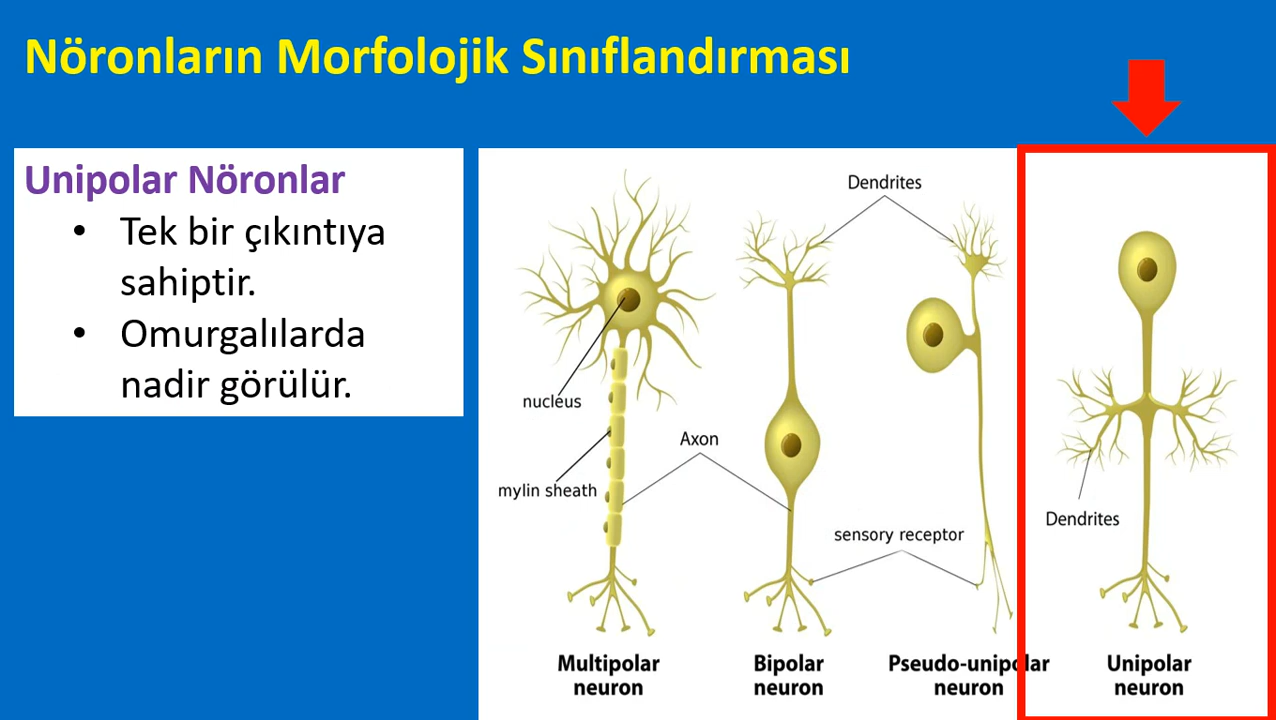 Nöronların Morfolojik Sınıflandırması
Unipolar Nöronlar
• Tek bir çıkıntıya
sahiptir.
• Omurgalılarda
nadir görülür.
Dendrites
nucleus
Axon
mylin sheath
sensory receptor
Dendrites
Multipolar
neuron
Bipolar
neuron
Pseudo-unipolar
neuron
Unipolar
neuron